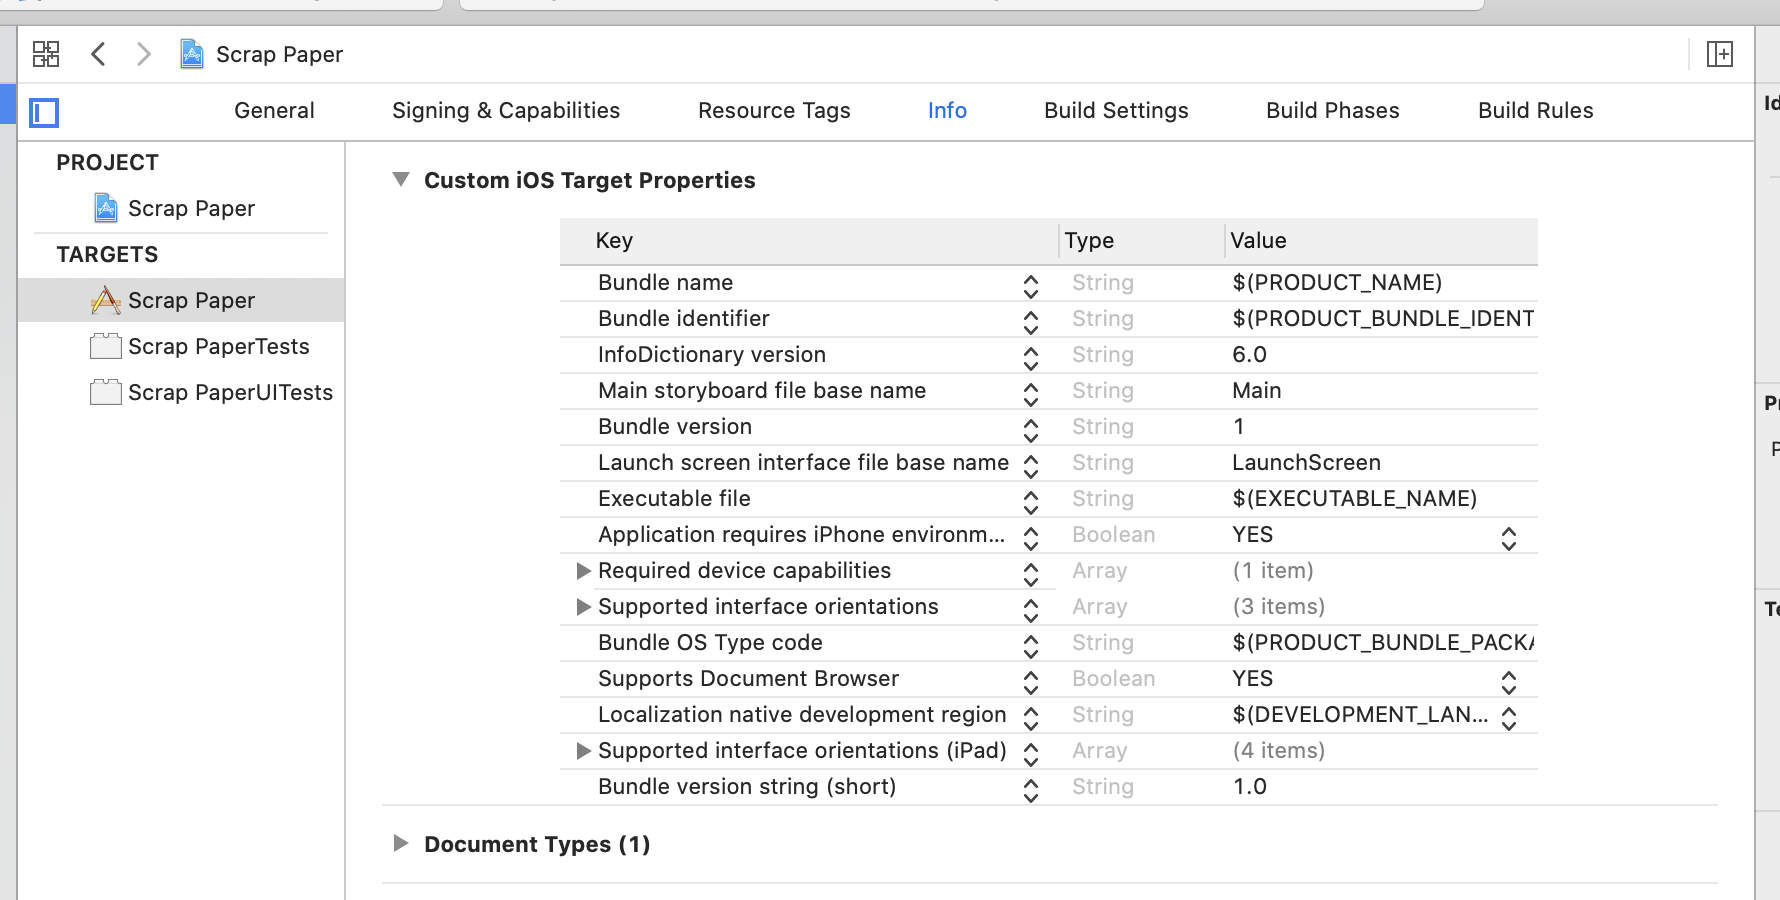 Scrap Paper
General Signing & Capabilities Resource Tags Info Build Settings Build Phases Build Rules
PROJECT
Scrap Paper
TARGETS
Scrap Paper
Scrap PaperTests
Scrap PaperUITests
Custom iOS Target Properties
Key Type Value
Bundle name String $(PRODUCT_NAME)
Bundle identifier String $(PRODUCT_BUNDLE_IDENT
InfoDictionary version String 6.0
Main storyboard file base name String Main
Bundle version String 1
Launch screen interface file base name String LaunchScreen
Executable file String $(EXECUTABLE_NAME)
Application requires iPhone environm... Boolean YES
Required device capabilities Array (1 item)
Supported interface orientations Array (3 items)
Bundle OS Type code String $(PRODUCT_BUNDLE_PACKA
Supports Document Browser Boolean YES
Localization native development region String $(DEVELOPMENT_LAN...
Supported interface orientations (iPad) Array (4 items)
Bundle version string (short) String 1.0
Document Types (1)